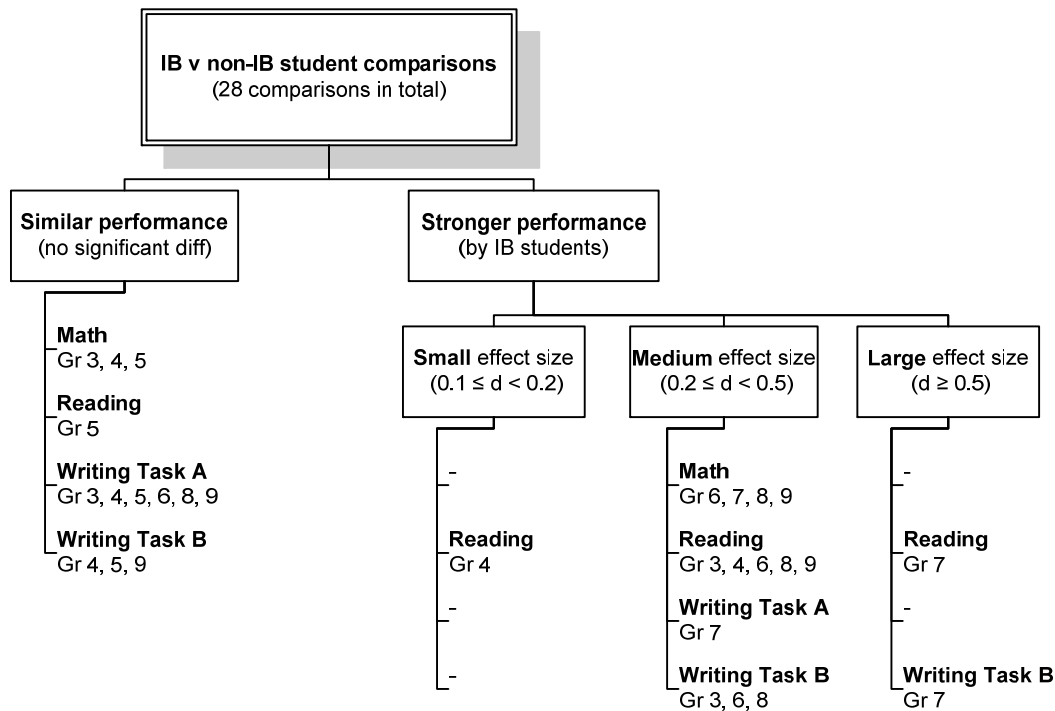 IB v non-IB student comparisons
(28 comparisons in total)
Similar performance
(no significant diff)
Math
Gr 3, 4, 5
Reading
Gr 5
Writing Task A
Gr 3, 4, 5, 6, 8, 9
Writing Task B
Gr 4, 5, 9
Stronger performance
(by IB students)
Small effect size
(0.1 ≤ d < 0.2)
-
Reading
Gr 4
-
-
Medium effect size
(0.2 ≤ d < 0.5)
Math
Gr 6, 7, 8, 9
Reading
Gr 3, 4, 6, 8, 9
Writing Task A
Gr 7
Writing Task B
Gr 3, 6, 8
Large effect size
(d ≥ 0.5)
-
Reading
Gr 7
-
Writing Task B
Gr 7